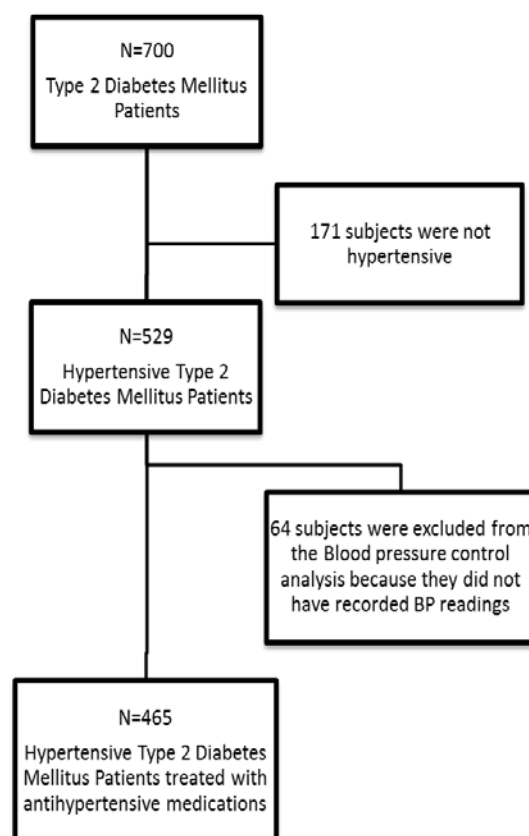 N=700
Type 2 Diabetes Mellitus
Patients
171 subjects were not
hypertensive
N=529
Hypertensive Type 2
Diabetes Mellitus Patients
64 subjects were excluded from
the Blood pressure control
analysis because they did not
have recorded BP readings
N=465
Hypertensive Type 2 Diabetes
Mellitus Patients treated with
antihypertensive medications